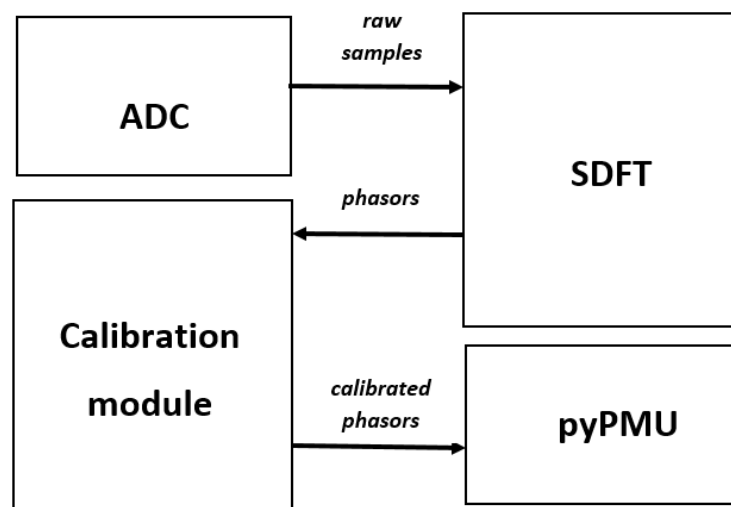 raw
samples
ADC
SDFT
phasors
Calibration
module
calibrated
phasors
pyPMU